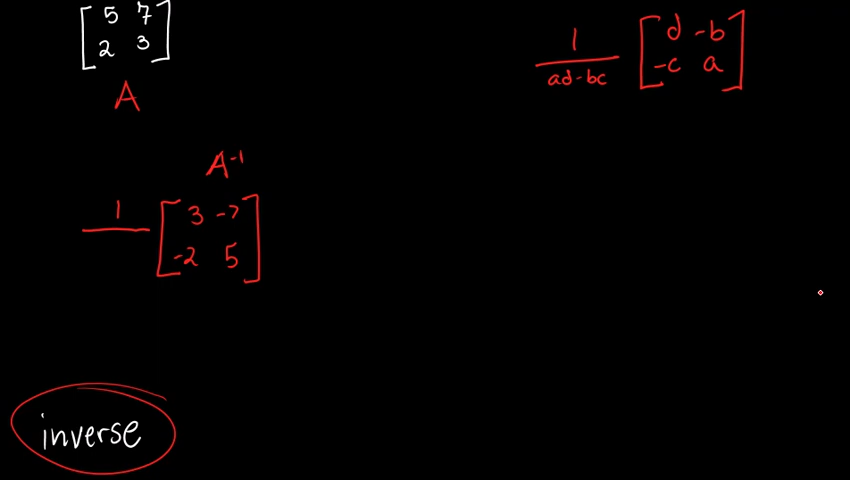 5 7
2 3
A
1
ad-bc
d -b
-c a
A-1
1
3 -7
-2 5
inverse